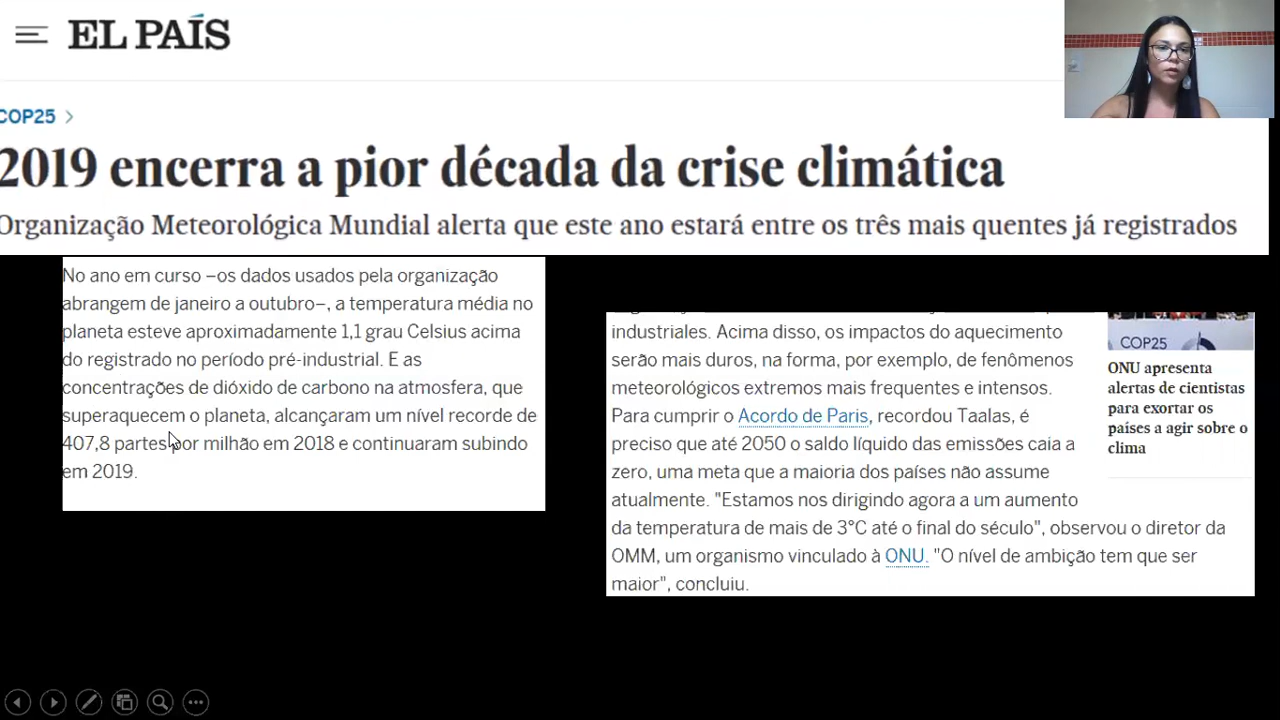 EL PAÍS
COP25
2019 encerra a pior década da crise climática
Organização Meteorológica Mundial alerta que este ano estará entre os três mais quentes já registrados
No ano em curso –os dados usados pela organização
abrangem de janeiro a outubro–, a temperatura média no
planeta esteve aproximadamente 1,1 grau Celsius acima
do registrado no período pré-industrial. E as
concentrações de dióxido de carbono na atmosfera, que
superaquecem o planeta, alcançaram um nível recorde de
407,8 partes por milhão em 2018 e continuaram subindo
em 2019.
industriales. Acima disso, os impactos do aquecimento
serão mais duros, na forma, por exemplo, de fenômenos
meteorológicos extremos mais frequentes e intensos.
Para cumprir o Acordo de Paris, recordou Taalas, é
preciso que até 2050 o saldo líquido das emissões caia a
zero, uma meta que a maioria dos países não assume
atualmente. "Estamos nos dirigindo agora a um aumento
da temperatura de mais de 3°C até o final do século", observou o diretor da
OMM, um organismo vinculado à ONU. "O nível de ambição tem que ser
maior", concluiu.
COP25
ONU apresenta
alertas de cientistas
para exortar os
países a agir sobre o
clima